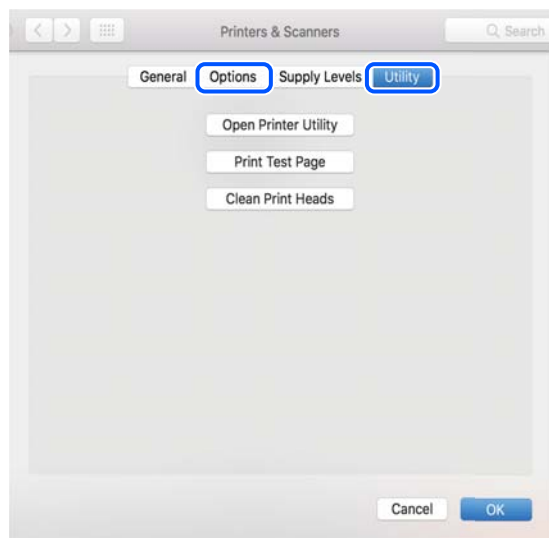 Printers & Scanners
Search
General Options Supply Levels Utility
Open Printer Utility
Print Test Page
Clean Print Heads
Cancel OK